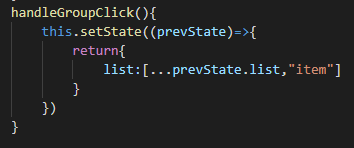 handleGroupClick(){
this.setState((prevState)=>{
return{
list:[...prevState.list,"item"]
}
})
}